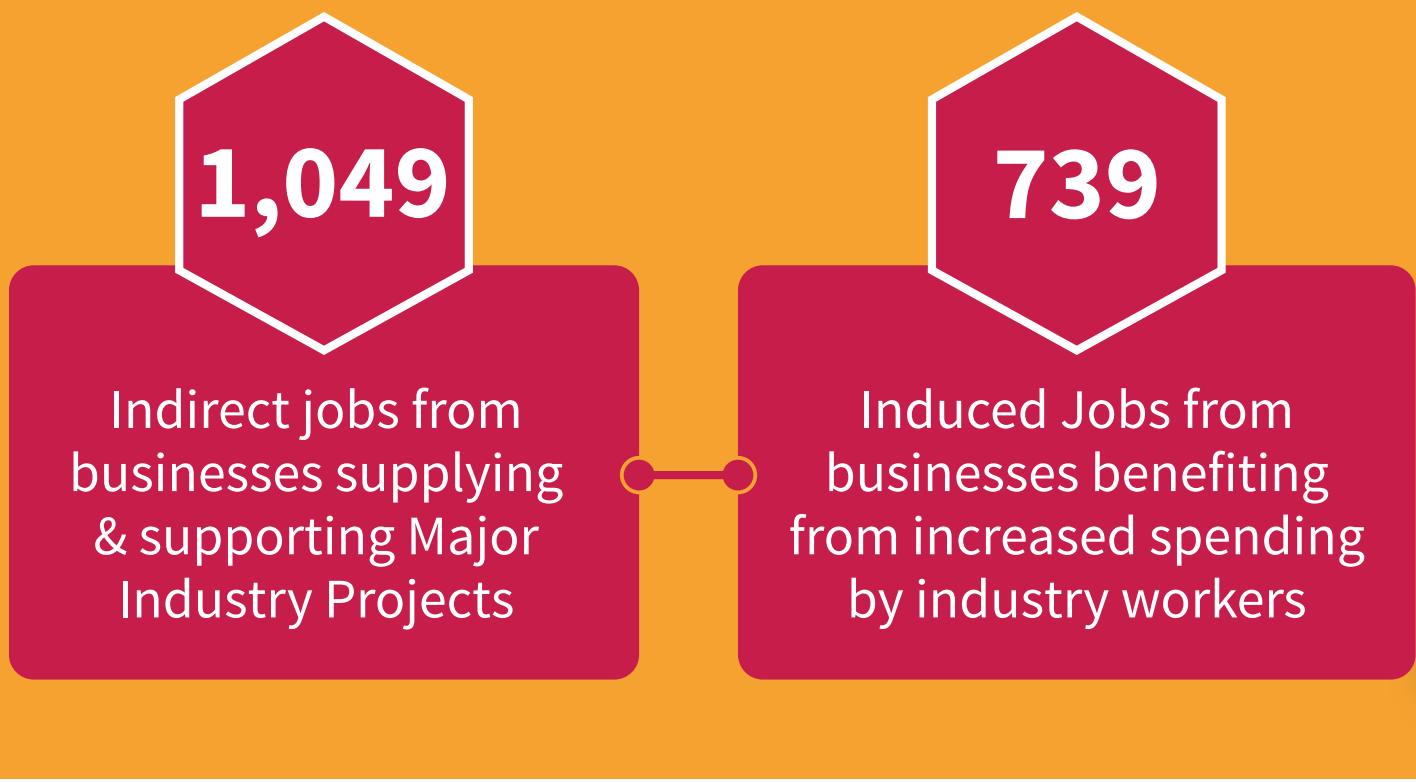 1,049
Indirect jobs from
businesses supplying
& supporting Major
Industry Projects
739
Induced Jobs from
businesses benefiting
from increased spending
by industry workers